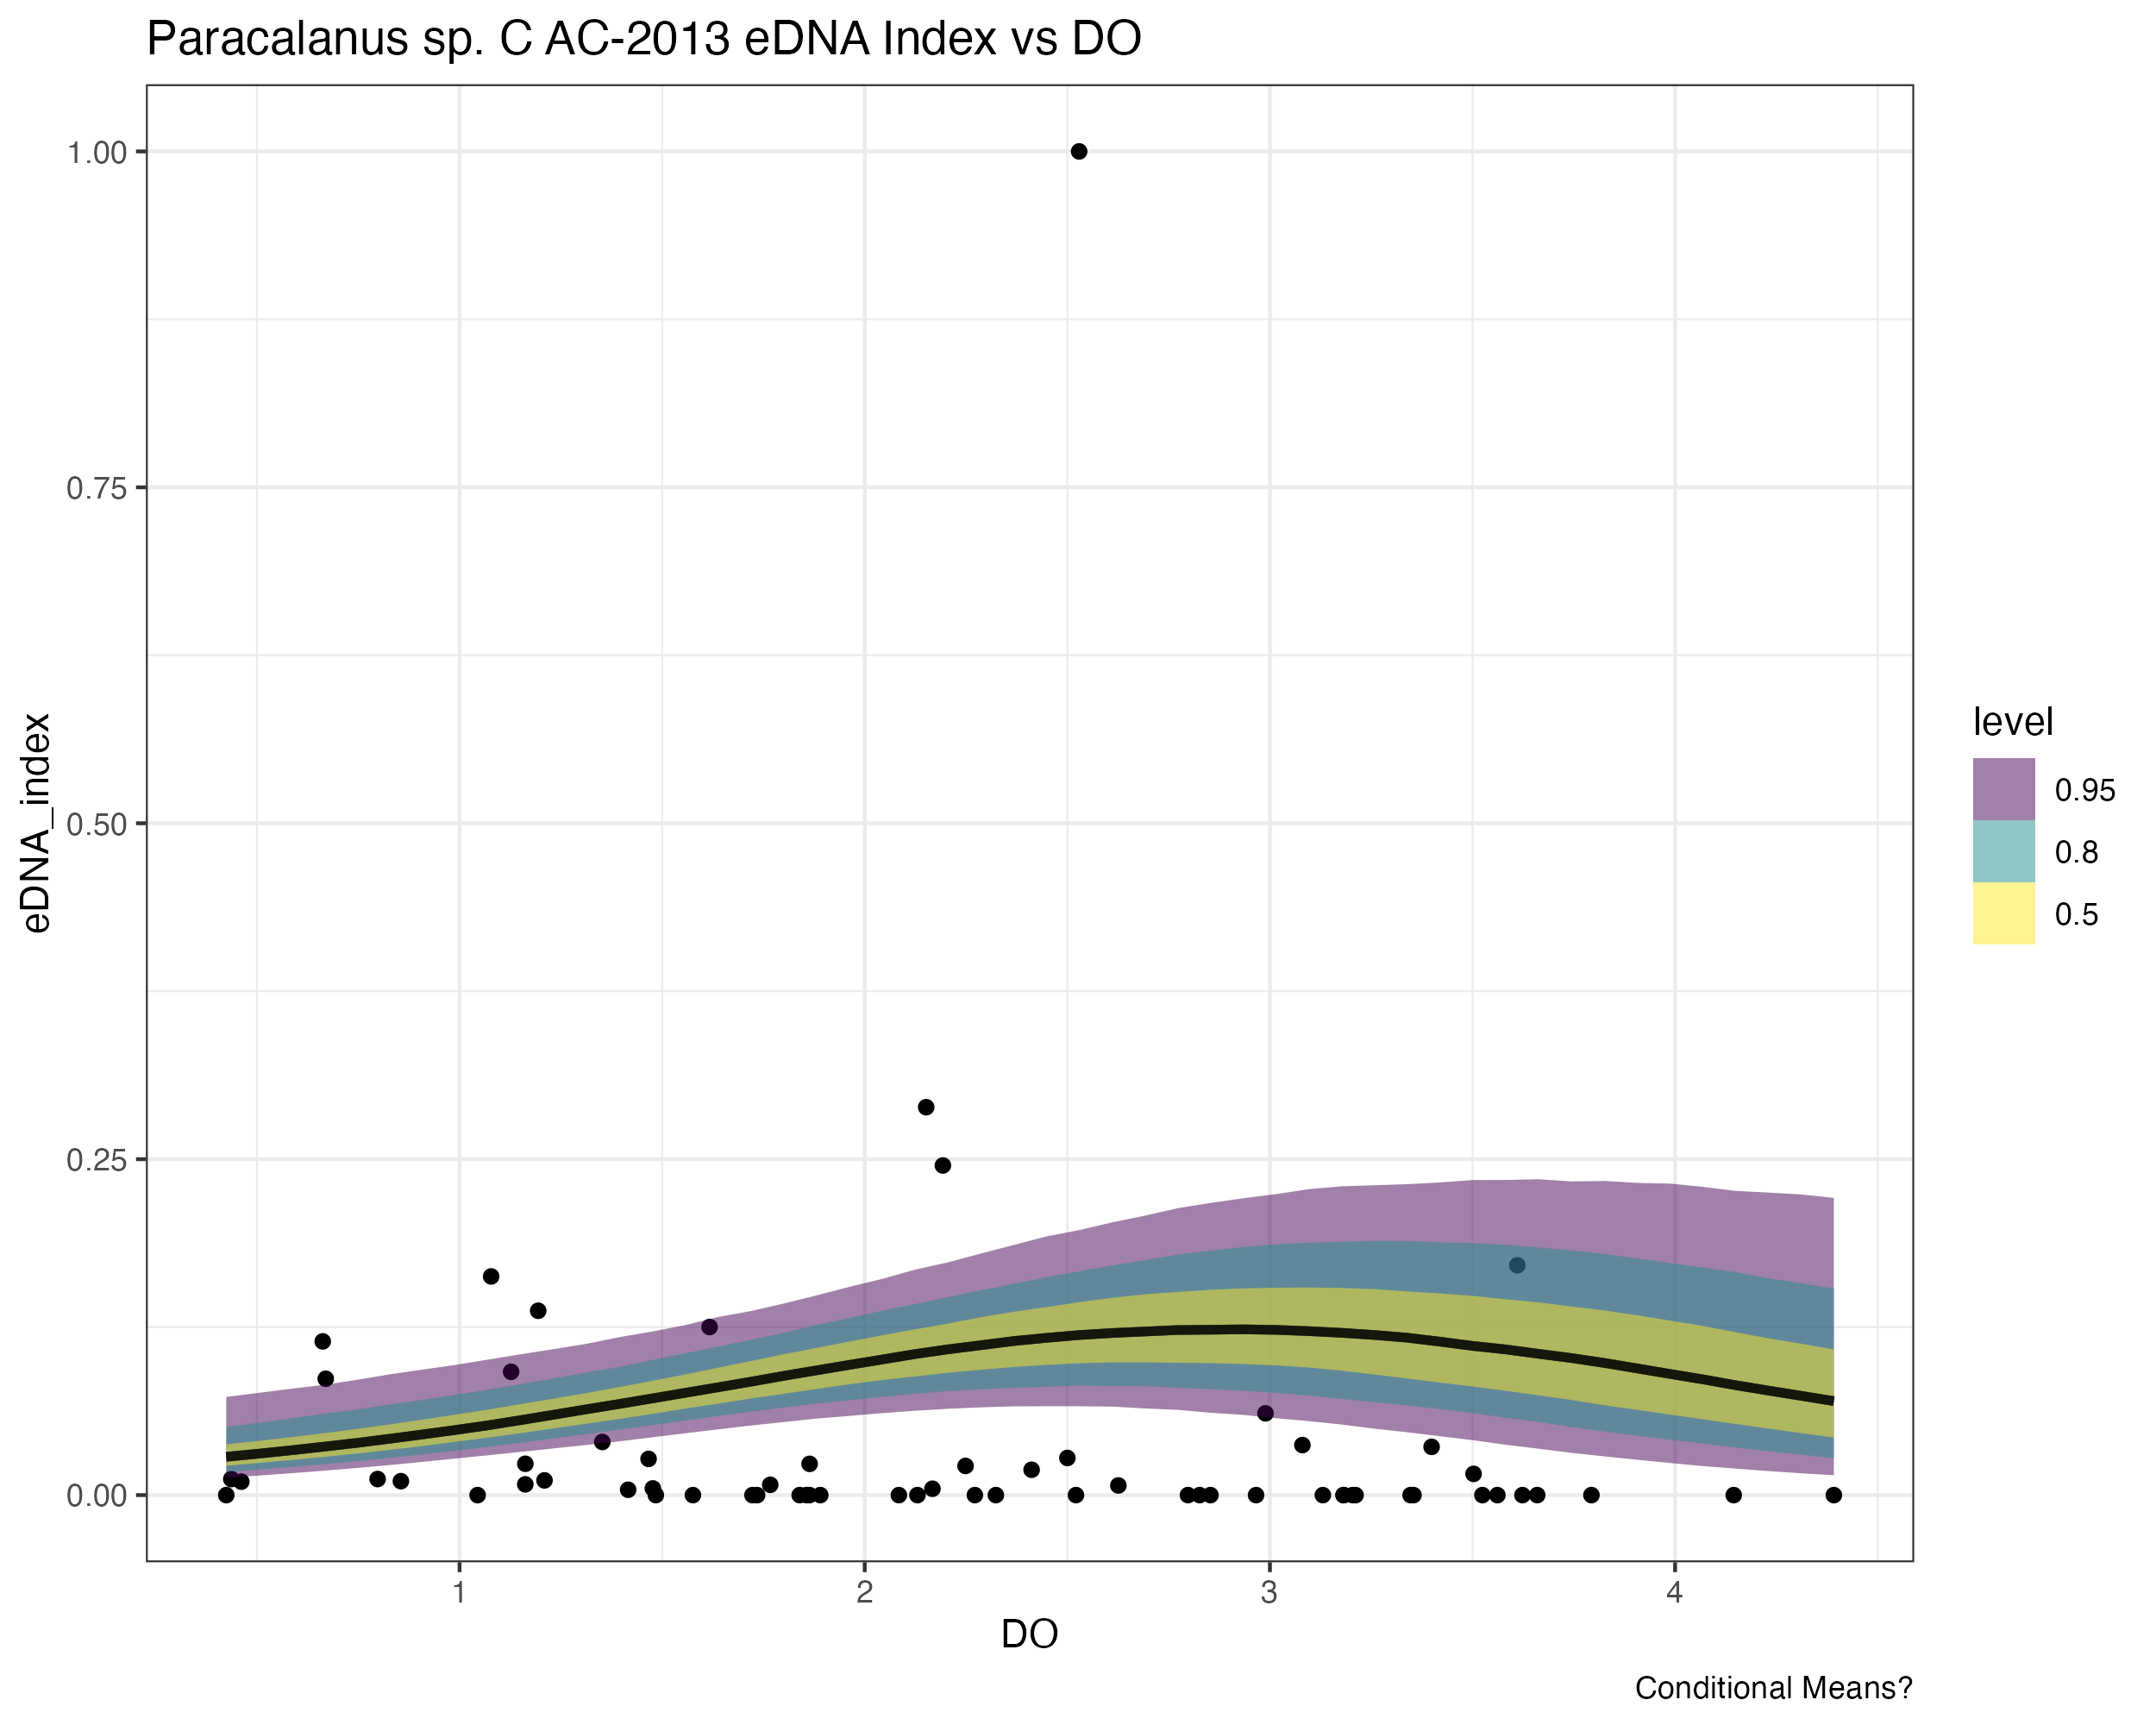 Paracalanus sp. C AC-2013 eDNA Index vs DO
1.00
0.75
0.50
0.25
0.00
eDNA_index
1
2
3
4
DO
level
0.95
0.8
0.5
Conditional Means?